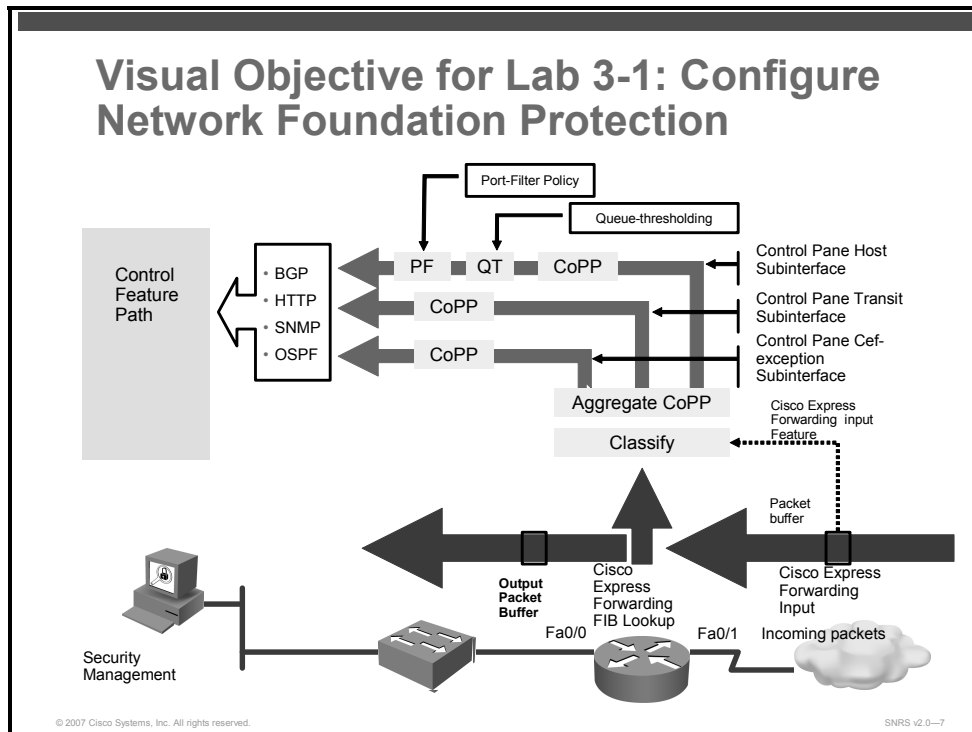 Visual Objective for Lab 3-1: Configure
Network Foundation Protection
Port-Filter Policy
Queue-thresholding
Control
Feature
Path
• BGP
• HTTP
• SNMP
• OSPF
PF
QT
CoPP
Control Pane Host
Subinterface
CoPP
Control Pane Transit
Subinterface
CoPP
Control Pane Cef-
exception
Subinterface
Aggregate CoPP
Classify
Cisco Express
Forwarding input
Feature
Packet
buffer
Output
Packet
Buffer
Cisco
Express
Forwarding
FIB Lookup
Cisco Express
Forwarding
Input
Security
Management
Fa0/0
Fa0/1
Incoming packets
© 2007 Cisco Systems, Inc. All rights reserved.
SNRS v2.0—7